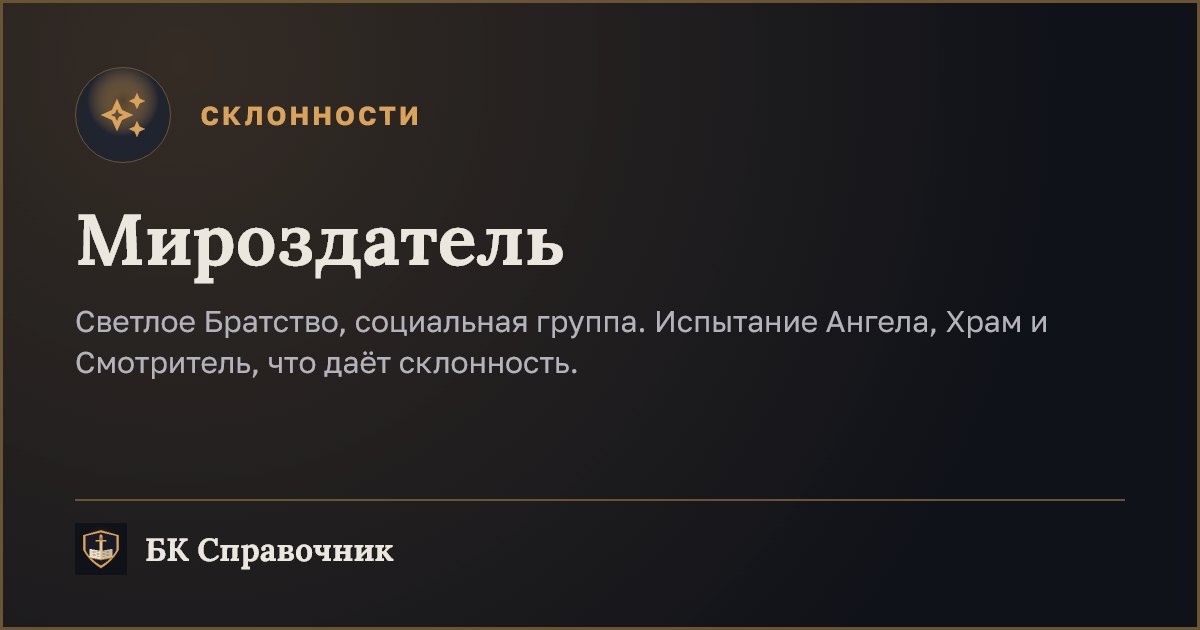 склонности
Мироздатель
Светлое Братство, социальная группа. Испытание Ангела, Храм и
Смотритель, что даёт склонность.
БК Справочник